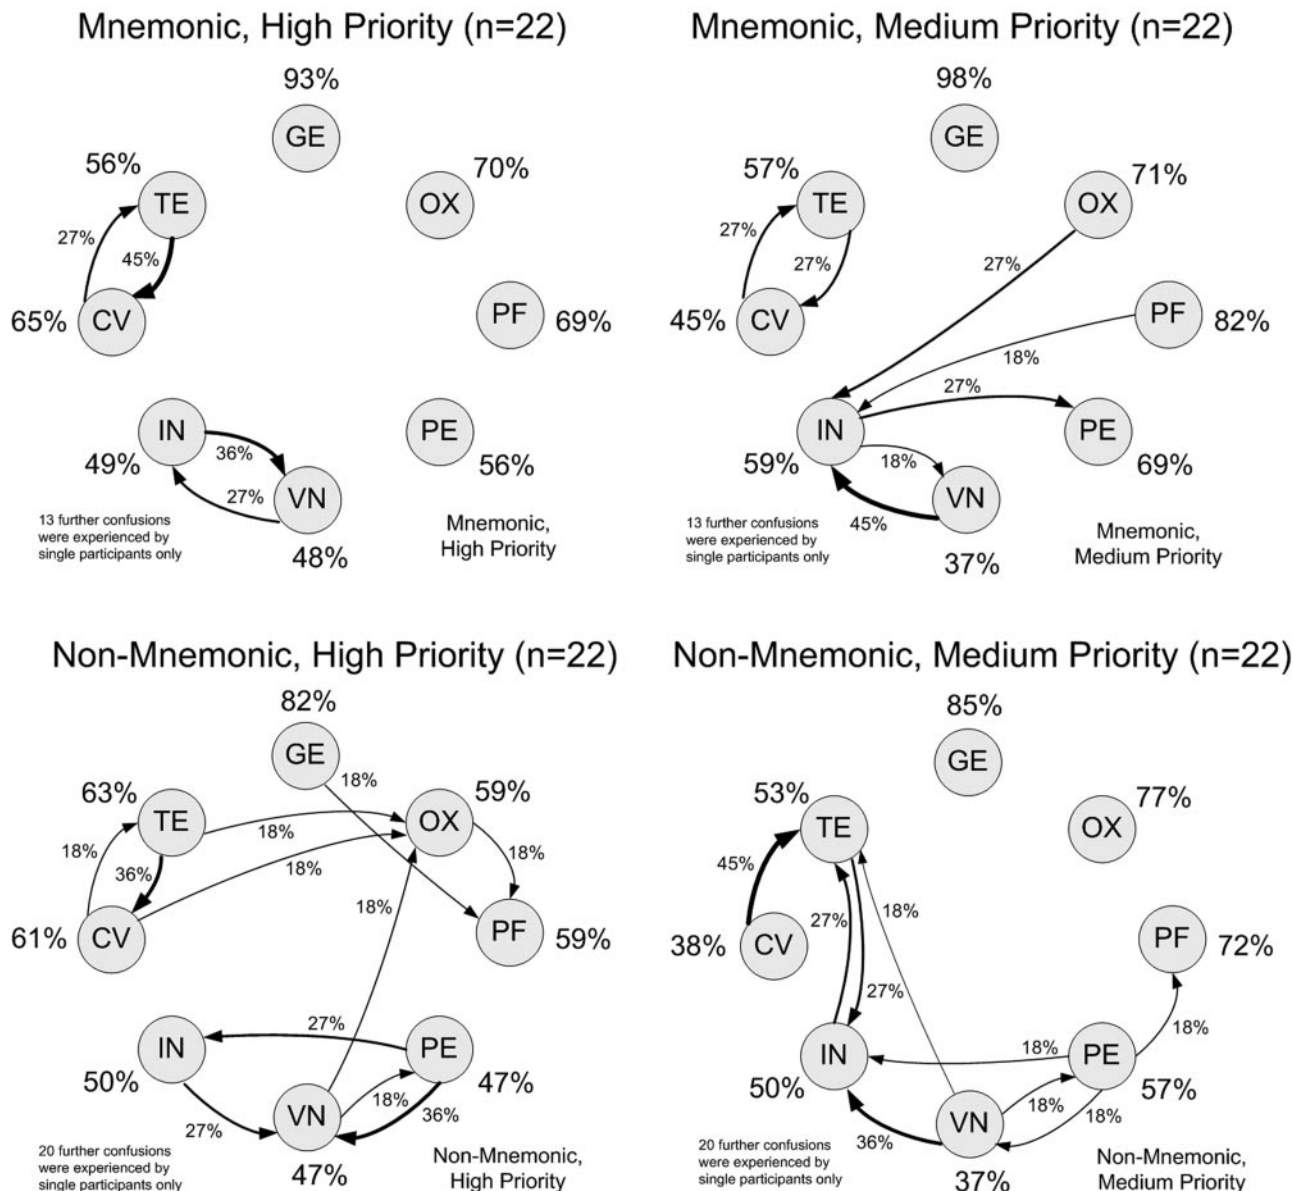 Mnemonic, High Priority (n=22)
93%
GE
56%
TE
70%
OX
27%
45%
65%
CV
PF
69%
IN
36%
PE
49%
27%
VN
56%
48%
13 further confusions
were experienced by
single participants only
Mnemonic,
High Priority
Mnemonic, Medium Priority (n=22)
98%
GE
57%
TE
71%
OX
27%
27%
27%
45%
CV
PF
82%
18%
27%
IN
PE
59%
18%
69%
VN
45%
37%
13 further confusions
were experienced by
single participants only
Mnemonic,
Medium Priority
Non-Mnemonic, High Priority (n=22)
82%
GE
18%
63%
TE
59%
OX
18%
18%
18%
36%
18%
18%
61%
CV
PF
59%
27%
IN
PE
50%
47%
VN
18%
36%
27%
47%
20 further confusions
were experienced by
single participants only
Non-Mnemonic,
High Priority
Non-Mnemonic, Medium Priority (n=22)
85%
GE
53%
TE
77%
OX
45%
27%
18%
38%
CV
PF
72%
27%
18%
IN
18%
PE
50%
57%
VN
18%
18%
36%
37%
20 further confusions
were experienced by
single participants only
Non-Mnemonic,
Medium Priority